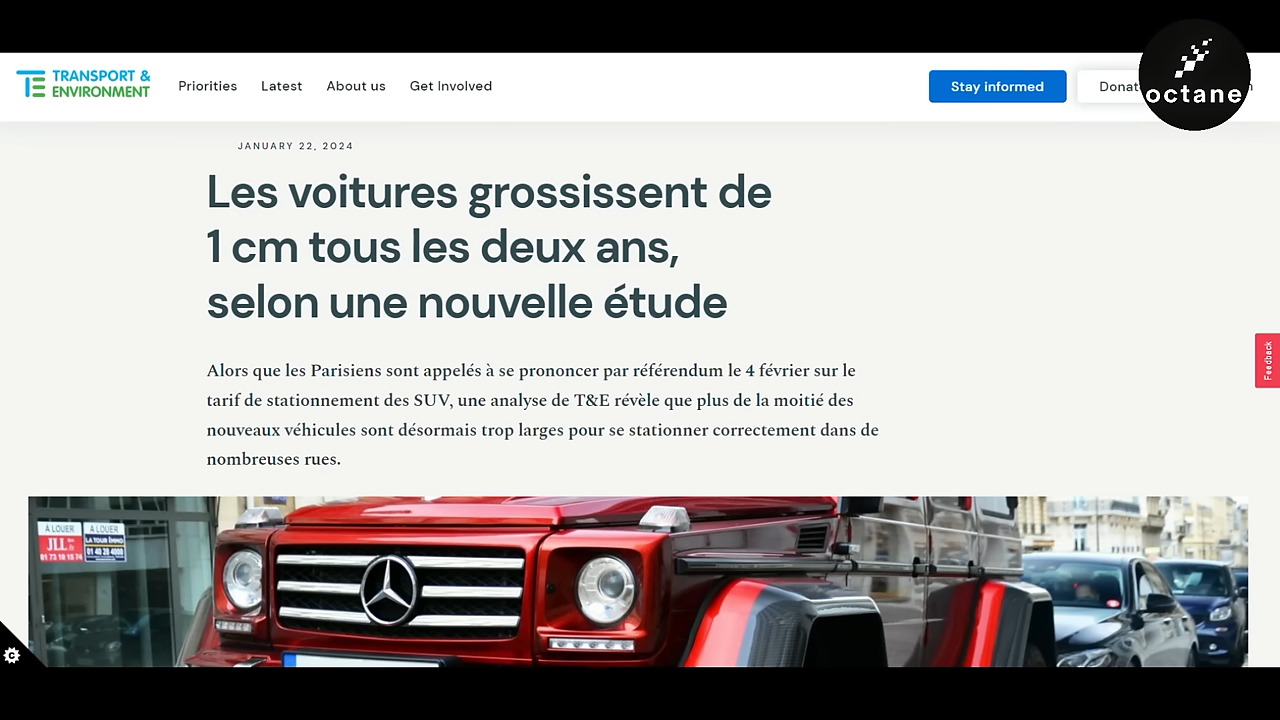 TRANSPORT &
ENVIRONMENT
Priorities
Latest
About us
Get Involved
Stay informed
Donat
octane
JANUARY 22, 2024
Les voitures grossissent de
1 cm tous les deux ans,
selon une nouvelle étude
Alors que les Parisiens sont appelés à se prononcer par référendum le 4 février sur le
tarif de stationnement des SUV, une analyse de T&E révèle que plus de la moitié des
nouveaux véhicules sont désormais trop larges pour se stationner correctement dans de
nombreuses rues.
Feedback
À LOUER
JLL
À LOUER
LA TOUR IMMO